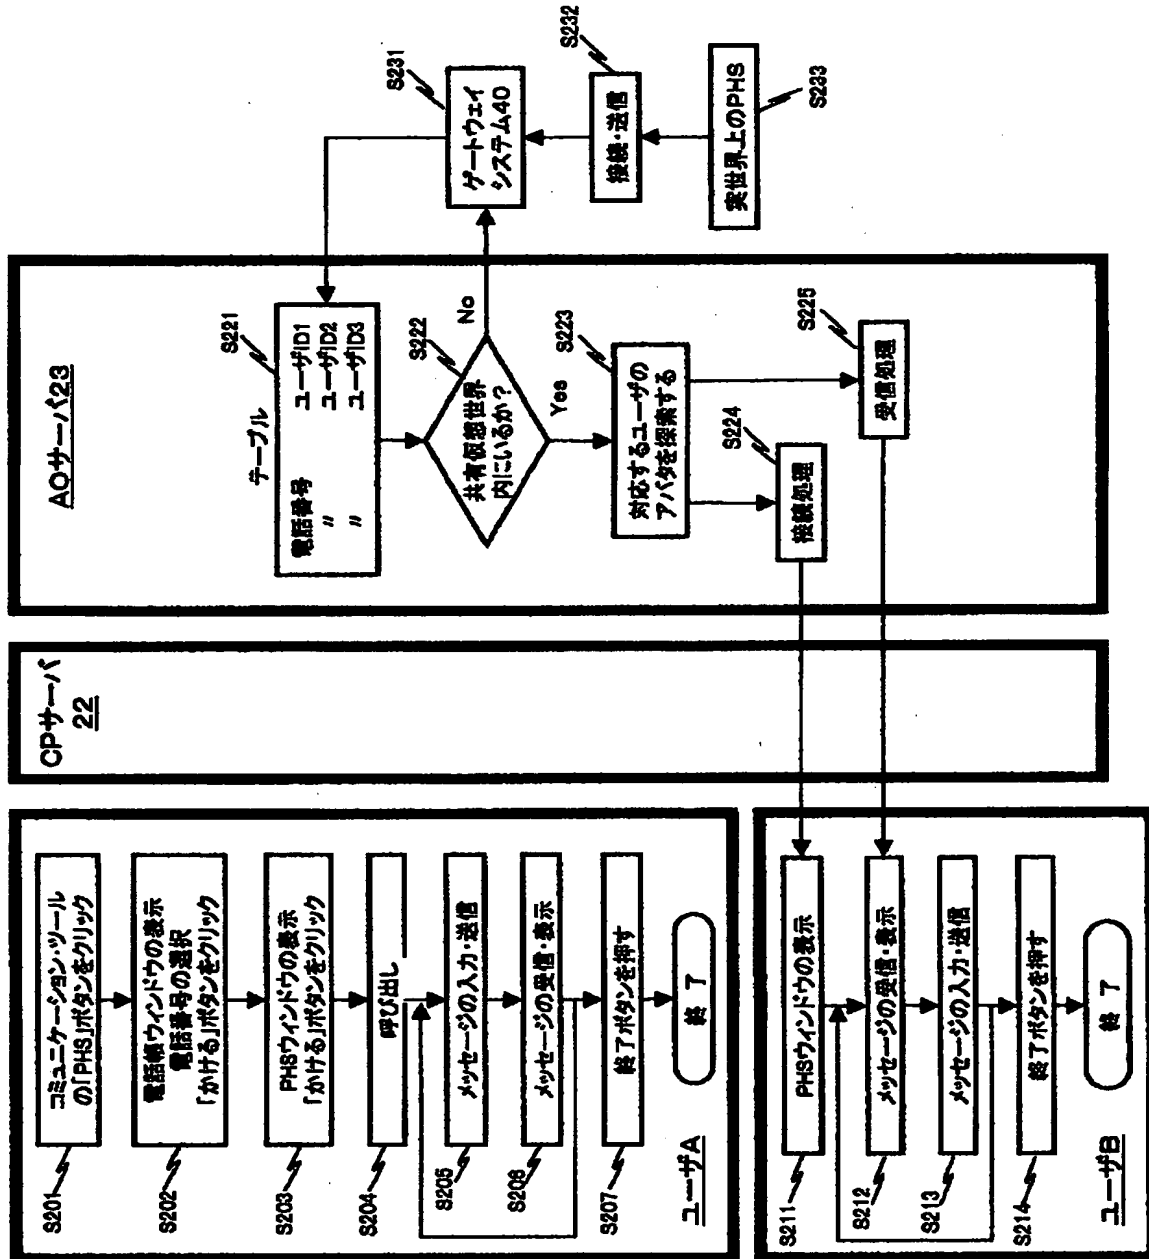 ユーザA
S201
コミュニケーション・ツール
の「PHS」ボタンをクリック
S202
電話帳ウィンドウの表示
電話番号の選択
「かける」ボタンをクリック
S203
PHSウィンドウの表示
「かける」ボタンをクリック
S204
呼び出し
S205
メッセージの入力・送信
S206
メッセージの受信・表示
S207
終了ボタンを押す
終 了
ユーザB
S211
PHSウィンドウの表示
S212
メッセージの受信・表示
S213
メッセージの入力・送信
S214
終了ボタンを押す
終 了
CPサーバ
22
AOサーバ23
テーブル
S221
電話番号 ユーザID1
〃 ユーザID2
〃 ユーザID3
S222
共有仮想世界
内にいるか？
No
Yes
S223
対応するユーザの
アバタを探索する
S224
接続処理
S225
受信処理
S231
ゲートウェイ
システム40
S232
接続・送信
S233
実世界上のPHS